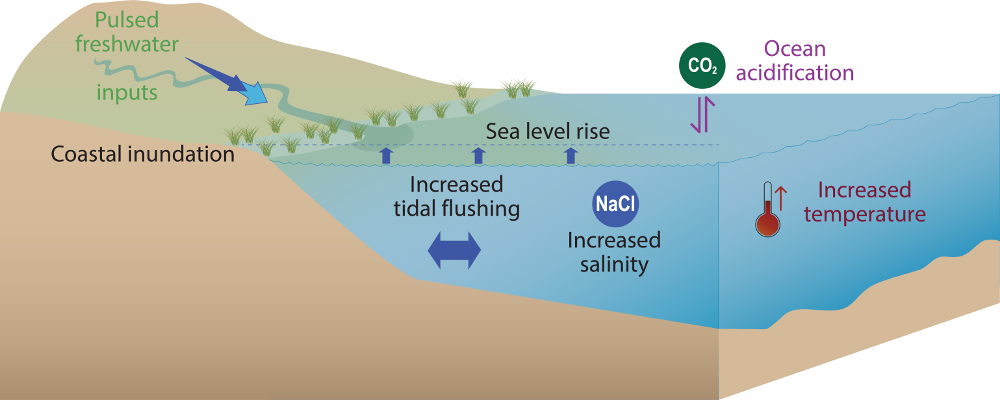 Pulsed
freshwater
inputs
CO₂
Ocean
acidification
Sea level rise
Coastal inundation
Increased
tidal flushing
NaCl
Increased
salinity
Increased
temperature